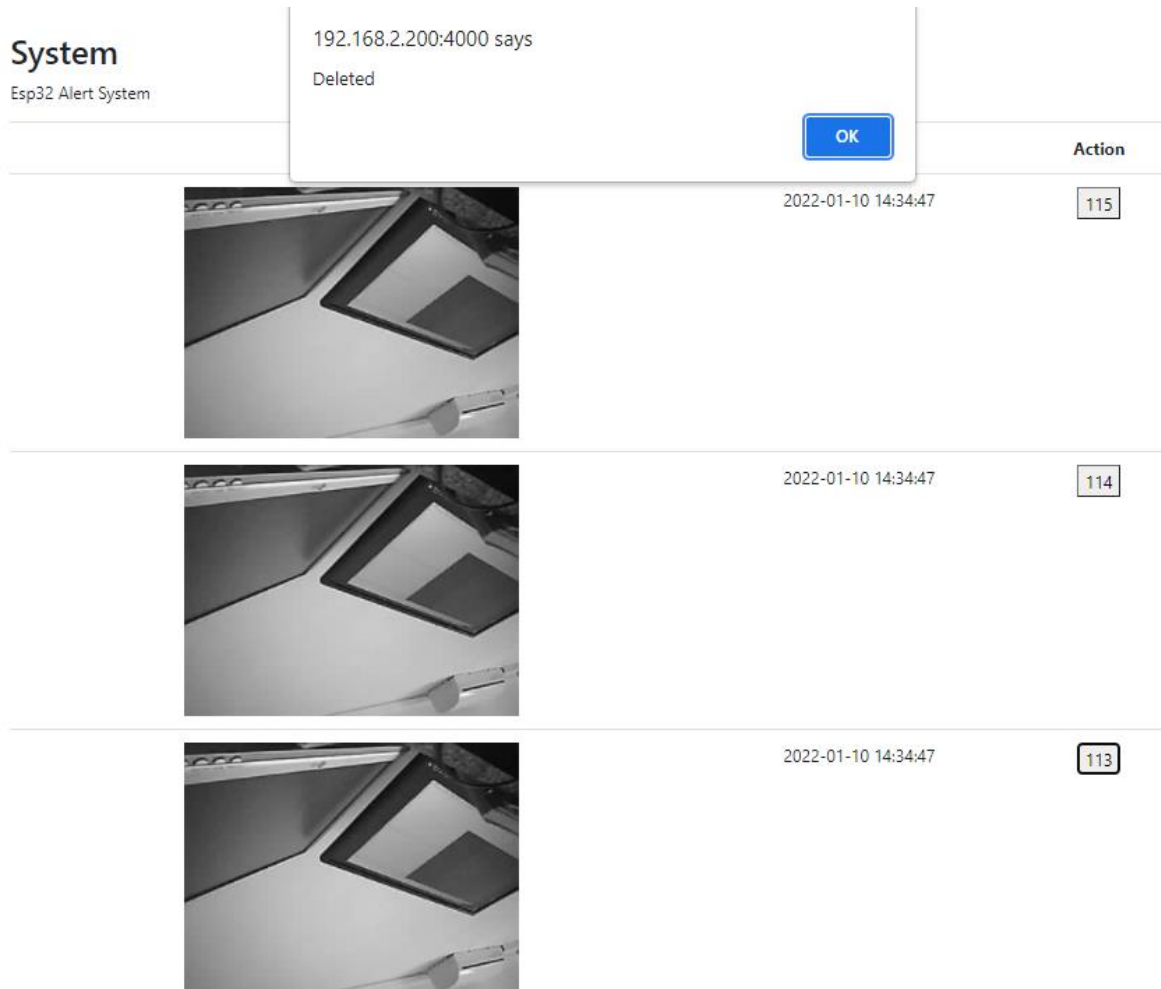 System
Esp32 Alert System
192.168.2.200:4000 says
Deleted
OK
Action
2022-01-10 14:34:47
115
2022-01-10 14:34:47
114
2022-01-10 14:34:47
113